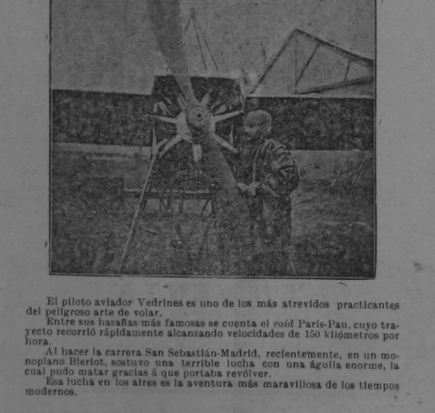 El piloto aviador Vedrines es uno de los más atrevidos practicantes
del peligroso arte de volar.
Entre sus hazañas más famosas se cuenta el raid París-Pau, cuyo tra-
yecto recorrió rápidamente alcanzando velocidades de 150 kilómetros por
hora.
Al hacer la carrera San Sebastián-Madrid, recientemente, en un mo-
noplano Bleriot, sostuvo una terrible lucha con una águila enorme, la
cual pudo matar gracias á que portaba revólver.
Esa lucha en los aires es la aventura más maravillosa de los tiempos
modernos.